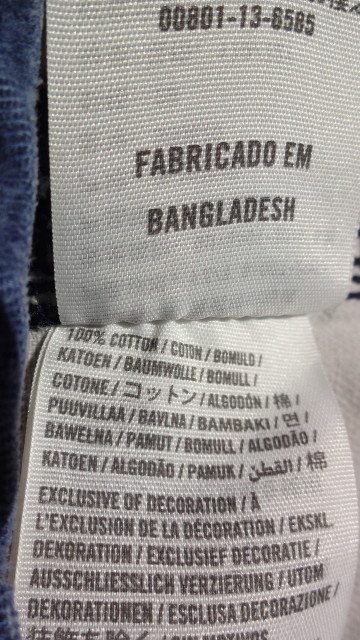 00801-13-6585
FABRICADO EM
BANGLADESH
100% COTTON / COTON / BOMULD /
KATOEN / BAUMWOLLE / BOMULL /
COTONE / コットン / ALGODÓN / 棉 /
PUUVILLAA / BAVLNA / BAMBAKI / 면 /
BAWEŁNA / PAMUT / BOMULL / ALGODÃO /
KATOEN / ALGODÃO / PAMUK / القطن / 棉
EXCLUSIVE OF DECORATION / À
L'EXCLUSION DE LA DÉCORATION / EKSKL.
DEKORATION / EXCLUSIEF DECORATIE /
AUSSCHLIESSLICH VERZIERUNG / UTOM
DEKORATIONEN / ESCLUSA DECORAZIONE /